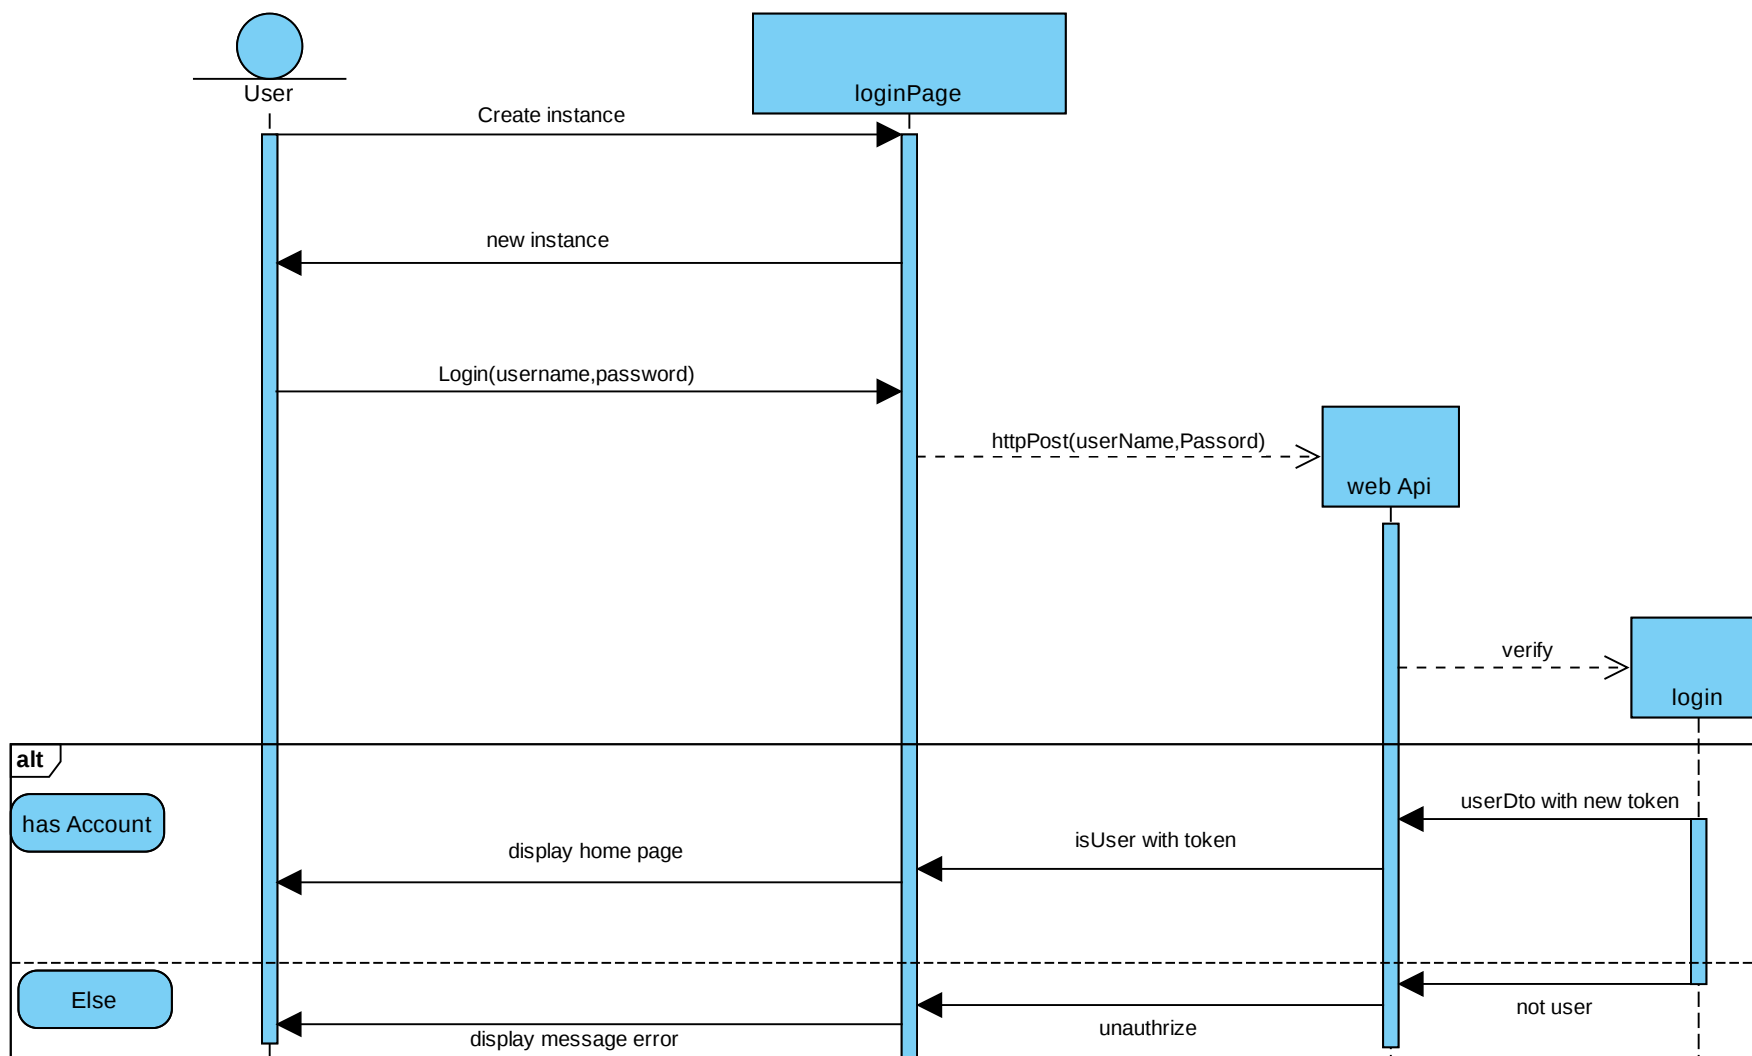 User
loginPage
Create instance
new instance
Login(username,password)
httpPost(userName,Passord)
web Api
verify
login
alt
has Account
userDto with new token
isUser with token
display home page
Else
not user
unauthrize
display message error